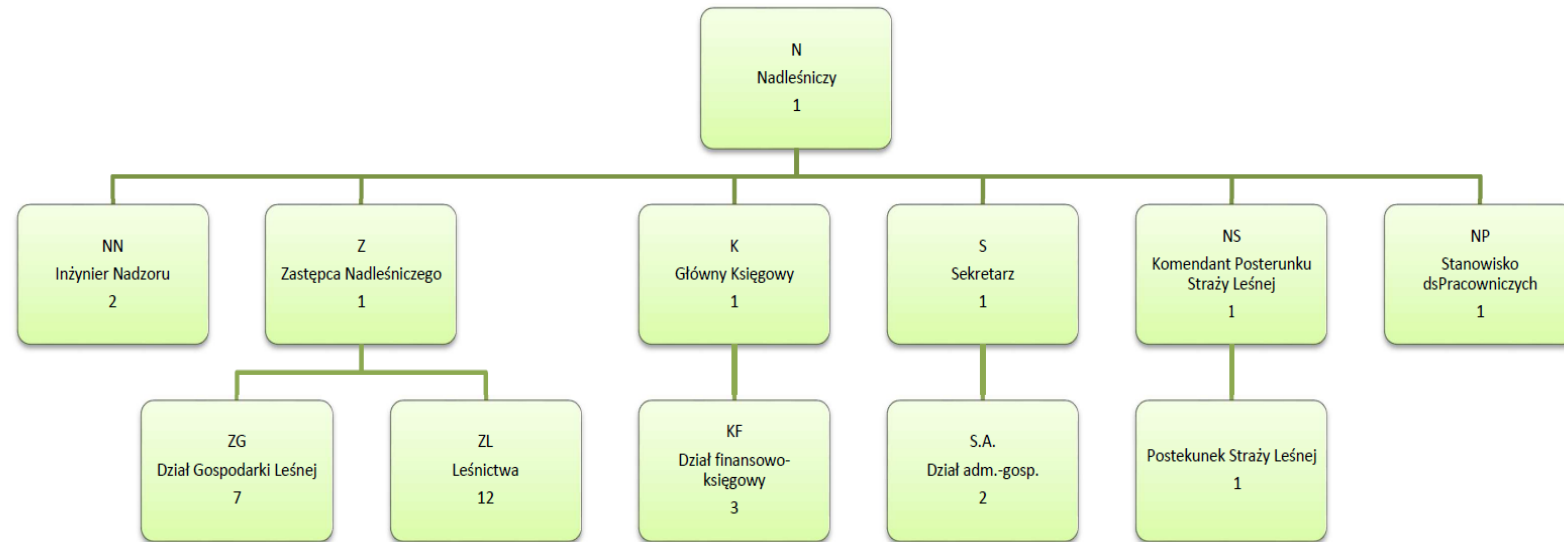 N
Nadleśniczy
1
NN
Inżynier Nadzoru
2
Z
Zastępca Nadleśniczego
1
K
Główny Księgowy
1
S
Sekretarz
1
NS
Komendant Posterunku
Straży Leśnej
1
NP
Stanowisko
dsPracowniczych
1
ZG
Dział Gospodarki Leśnej
7
ZL
Leśnictwa
12
KF
Dział finansowo-
księgowy
3
S.A.
Dział adm.-gosp.
2
Postekunek Straży Leśnej
1